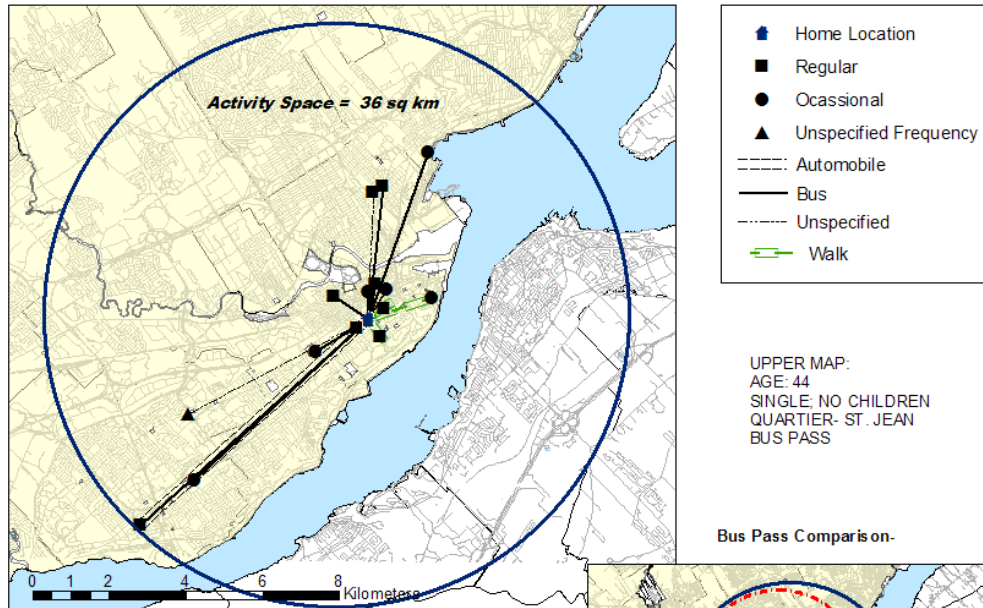 Activity Space = 36 sq km
0 1 2 4 6 8
Kilometers
Home Location
Regular
Ocassional
Unspecified Frequency
Automobile
Bus
Unspecified
Walk
UPPER MAP:
AGE: 44
SINGLE; NO CHILDREN
QUARTIER- ST. JEAN
BUS PASS
Bus Pass Comparison-